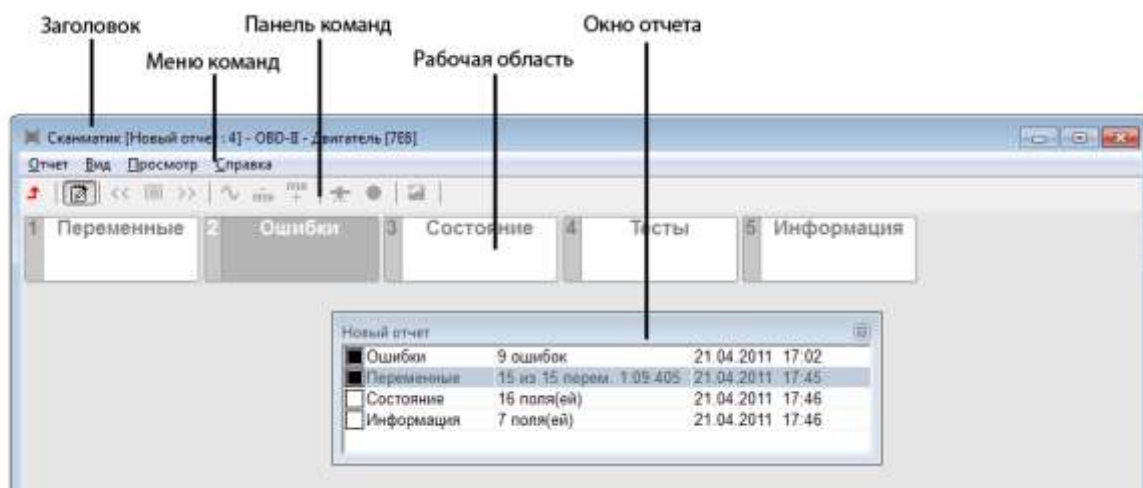 Заголовок Панель команд Окно отчета
Меню команд Рабочая область
Сканматик [Новый отчет : 4] - OBD-II - Двигатель [7E8]
Отчет Вид Просмотр Справка
<< >>
1 Переменные 2 Ошибки 3 Состояние 4 Тесты 5 Информация
Новый отчет
Ошибки 9 ошибок 21.04.2011 17:02
Переменные 15 из 15 перем. 1:09.405 21.04.2011 17:45
Состояние 16 поля(ей) 21.04.2011 17:46
Информация 7 поля(ей) 21.04.2011 17:46